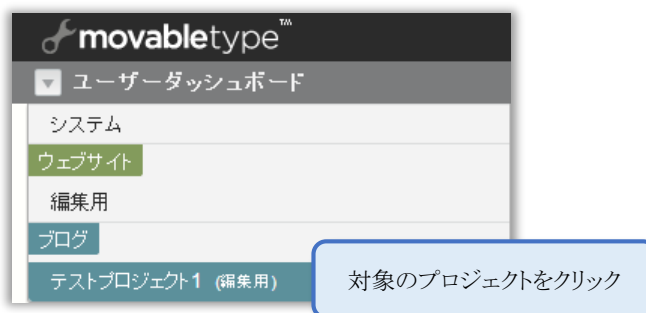 movabletype™
ユーザーダッシュボード
システム
ウェブサイト
編集用
ブログ
テストプロジェクト1 (編集用)
対象のプロジェクトをクリック